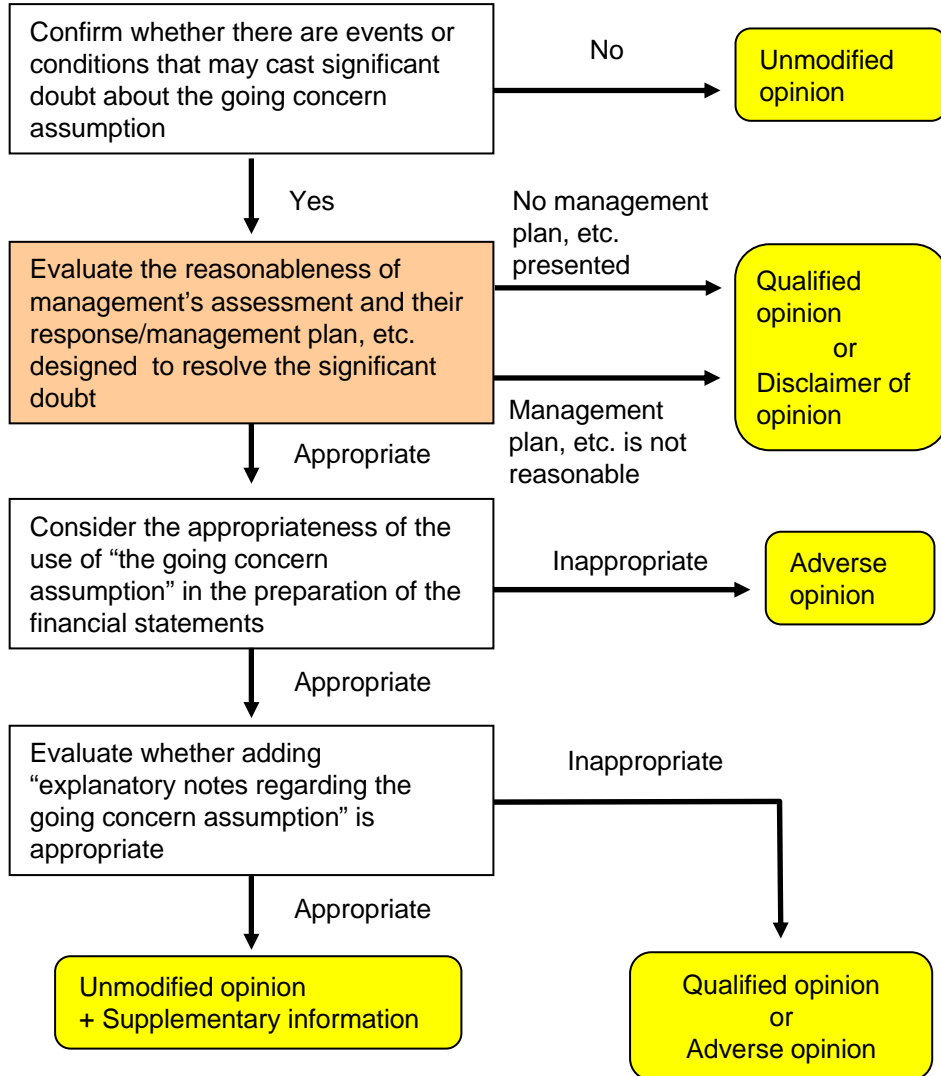 Confirm whether there are events or
conditions that may cast significant
doubt about the going concern
assumption
No
Unmodified
opinion
Yes
Evaluate the reasonableness of
management’s assessment and their
response/management plan, etc.
designed  to resolve the significant
doubt
No management
plan, etc.
presented
Management
plan, etc. is not
reasonable
Qualified
opinion
or
Disclaimer of
opinion
Appropriate
Consider the appropriateness of the
use of “the going concern
assumption” in the preparation of the
financial statements
Inappropriate
Adverse
opinion
Appropriate
Evaluate whether adding
“explanatory notes regarding the
going concern assumption” is
appropriate
Inappropriate
Appropriate
Unmodified opinion
+ Supplementary information
Qualified opinion
or
Adverse opinion